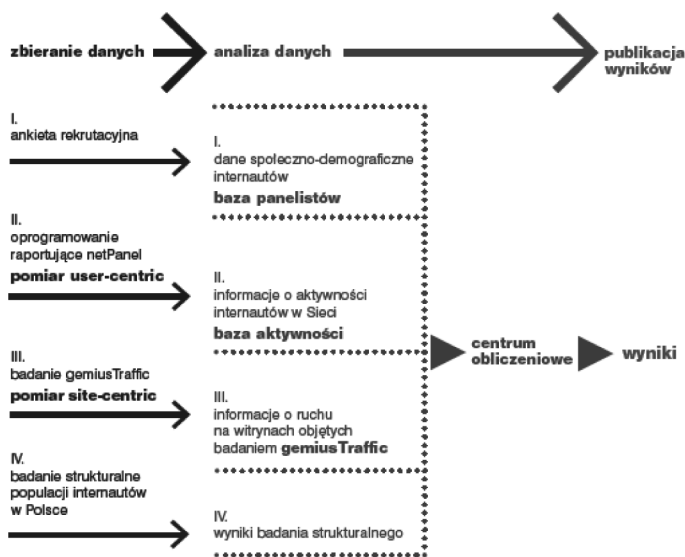 zbieranie danych
analiza danych
publikacja
wyników
I.
ankieta rekrutacyjna
I.
dane społeczno-demograficzne
internautów
baza panelistów
II.
oprogramowanie
raportujące netPanel
pomiar user-centric
II.
informacje o aktywności
internautów w Sieci
baza aktywności
III.
badanie gemiusTraffic
pomiar site-centric
III.
informacje o ruchu
na witrynach objętych
badaniem gemiusTraffic
IV.
badanie strukturalne
populacji internautów
w Polsce
IV.
wyniki badania strukturalnego
centrum
obliczeniowe
wyniki